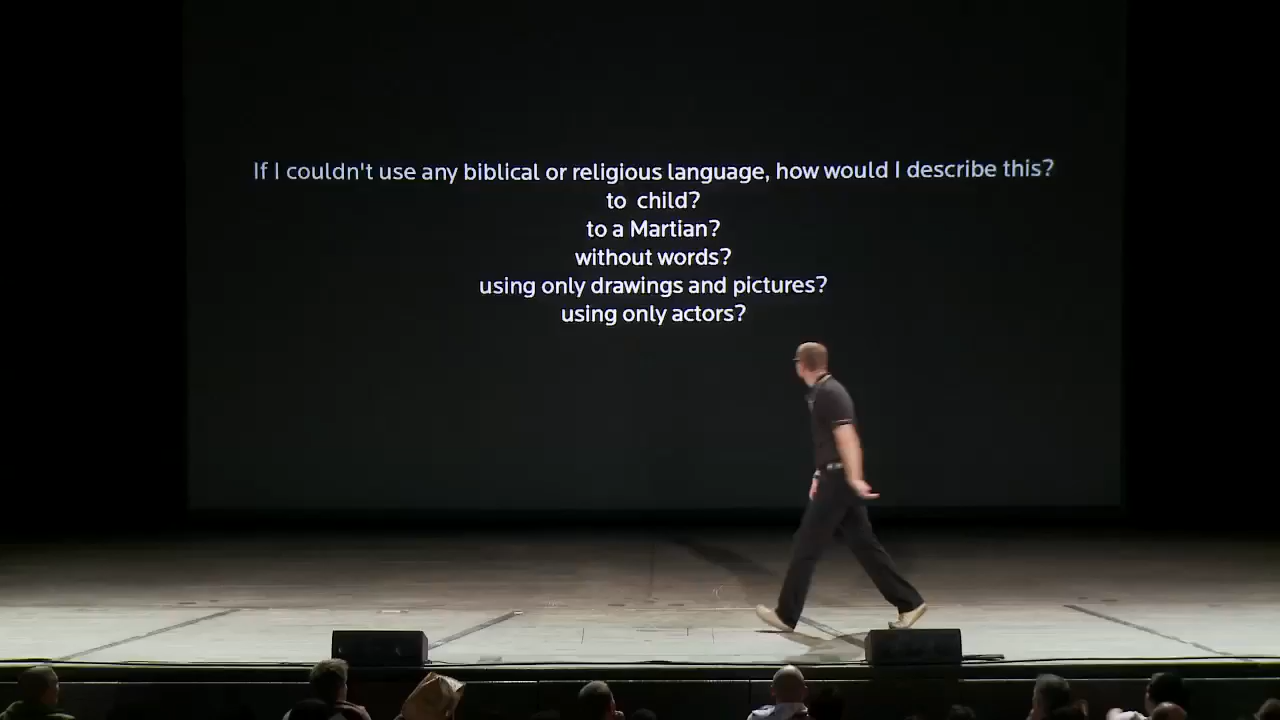 If I couldn't use any biblical or religious language, how would I describe this?
to child?
to a Martian?
without words?
using only drawings and pictures?
using only actors?